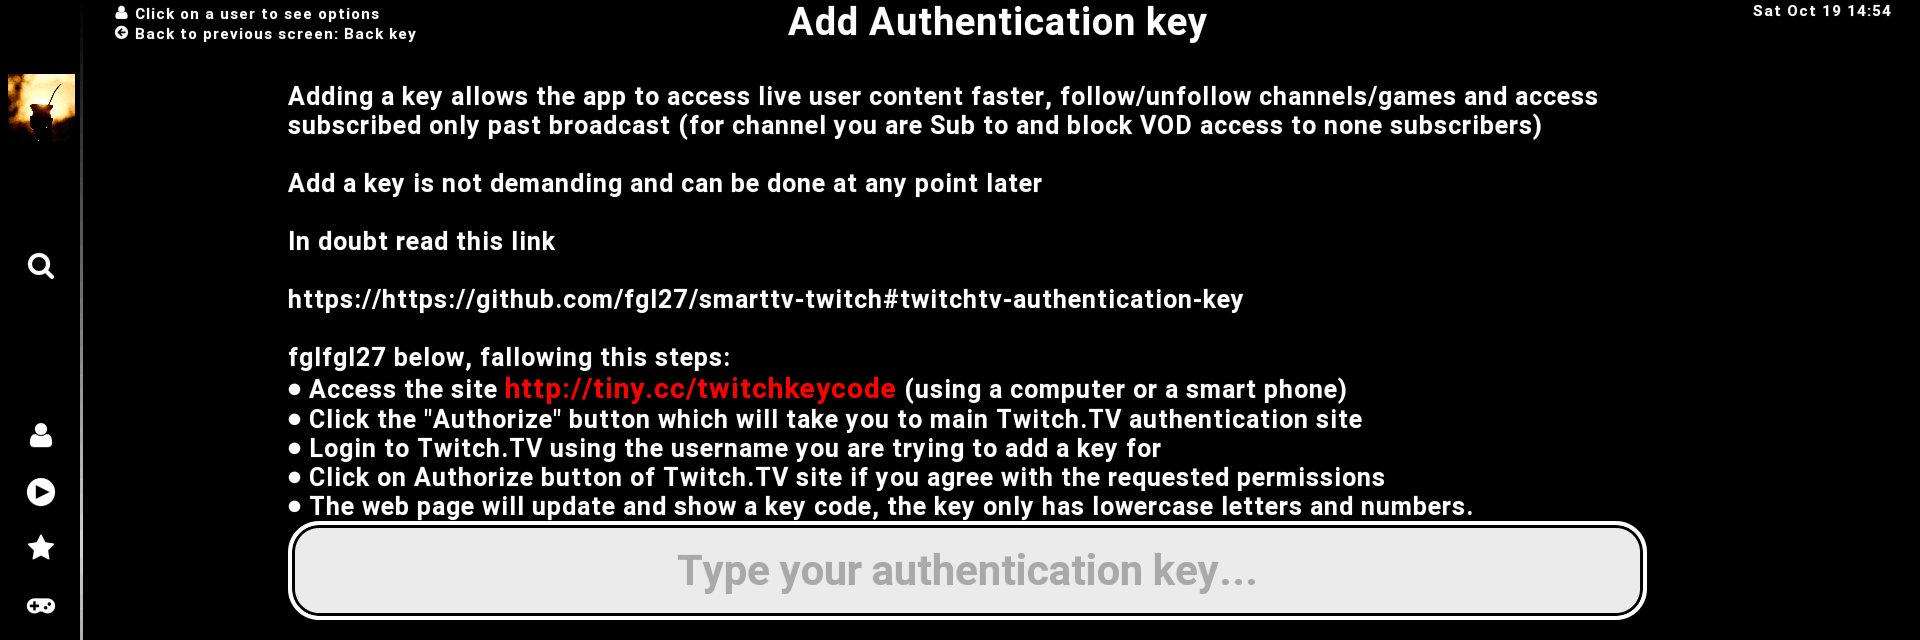 Click on a user to see options
Back to previous screen: Back key
Add Authentication key
Sat Oct 19 14:54
Adding a key allows the app to access live user content faster, follow/unfollow channels/games and access
subscribed only past broadcast (for channel you are Sub to and block VOD access to none subscribers)
Add a key is not demanding and can be done at any point later
In doubt read this link
https://https://github.com/fgl27/smarttv-twitch#twitchtv-authentication-key
fglfgl27 below, fallowing this steps:
● Access the site http://tiny.cc/twitchkeycode (using a computer or a smart phone)
● Click the "Authorize" button which will take you to main Twitch.TV authentication site
● Login to Twitch.TV using the username you are trying to add a key for
● Click on Authorize button of Twitch.TV site if you agree with the requested permissions
● The web page will update and show a key code, the key only has lowercase letters and numbers.
Type your authentication key...